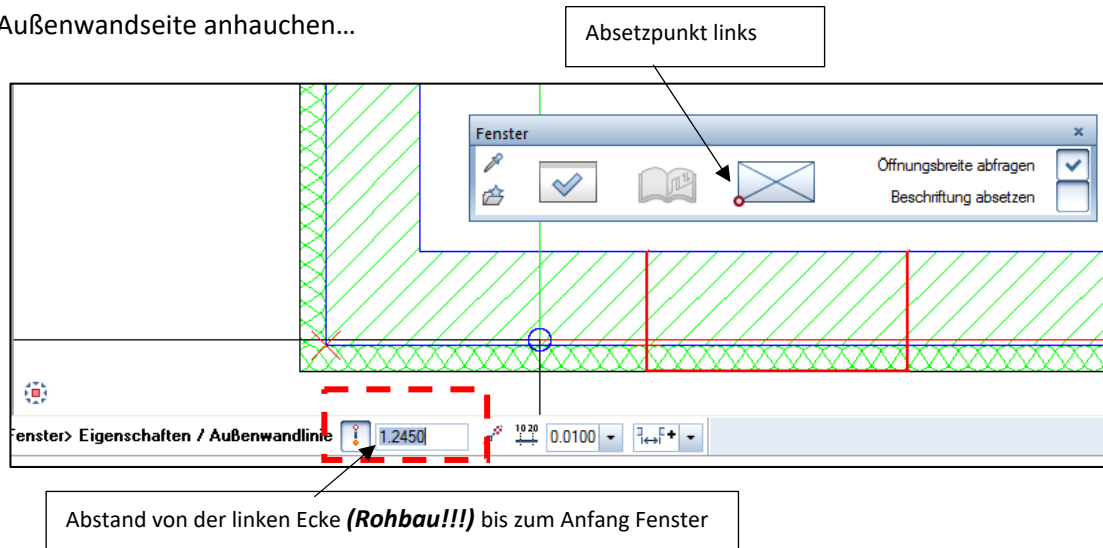 Außenwandseite anhauchen…
Absetzpunkt links
Fenster
Öffnungsbreite abfragen
Beschriftung absetzen
Fenster> Eigenschaften / Außenwandlinie
1.2450
10 20
0.0100
Abstand von der linken Ecke (Rohbau!!!) bis zum Anfang Fenster